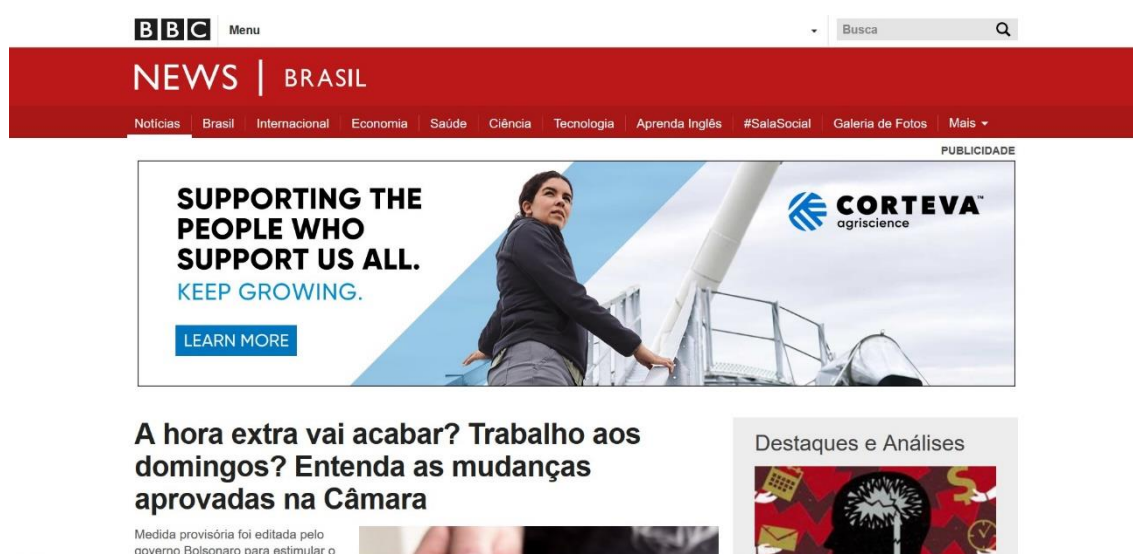 BBC Menu
Busca
NEWS | BRASIL
Notícias Brasil Internacional Economia Saúde Ciência Tecnologia Aprenda Inglês #SalaSocial Galeria de Fotos Mais
PUBLICIDADE
SUPPORTING THE
PEOPLE WHO
SUPPORT US ALL.
KEEP GROWING.
LEARN MORE
CORTEVA™
agriscience
A hora extra vai acabar? Trabalho aos
domingos? Entenda as mudanças
aprovadas na Câmara
Medida provisória foi editada pelo
governo Bolsonaro para estimular o
Destaques e Análises